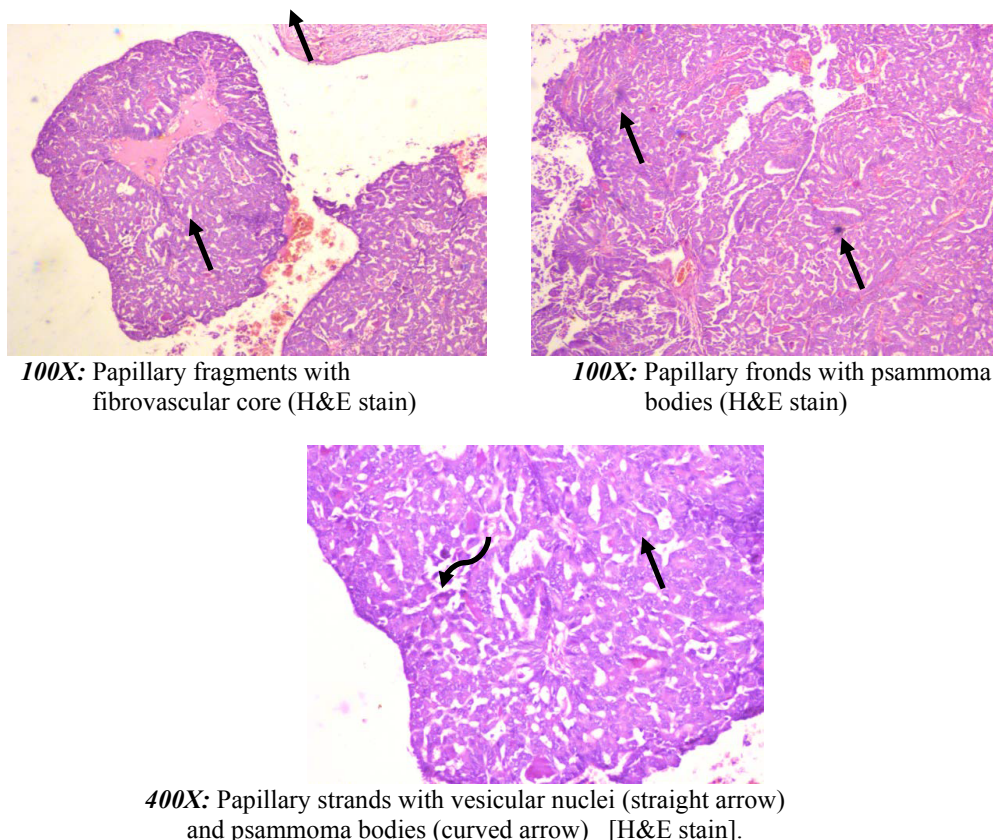 100X: Papillary fragments with
fibrovascular core (H&E stain)
100X: Papillary fronds with psammoma
bodies (H&E stain)
400X: Papillary strands with vesicular nuclei (straight arrow)
and psammoma bodies (curved arrow) [H&E stain].